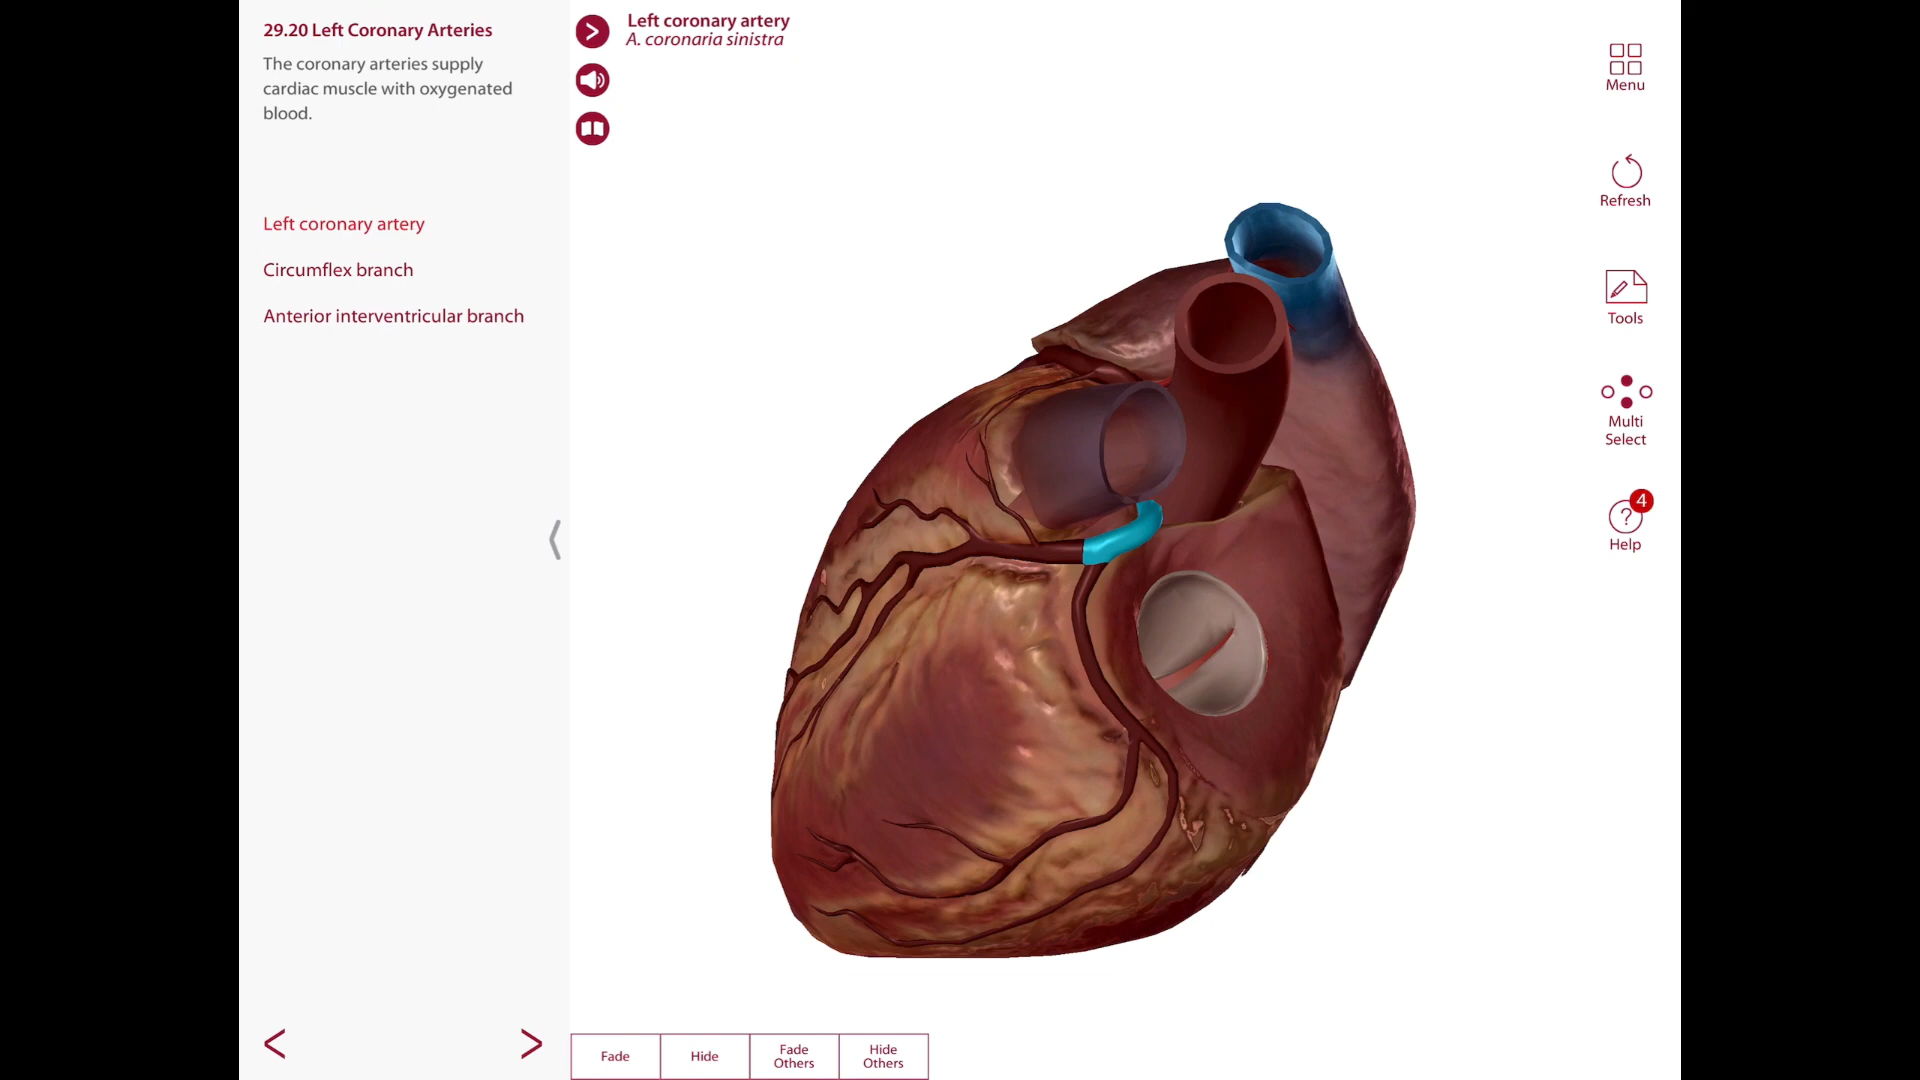 29.20 Left Coronary Arteries
The coronary arteries supply
cardiac muscle with oxygenated
blood.
Left coronary artery
Circumflex branch
Anterior interventricular branch
Left coronary artery
A. coronaria sinistra
Menu
Refresh
Tools
Multi
Select
4
?
Help
<
>
Fade
Hide
Fade
Others
Hide
Others